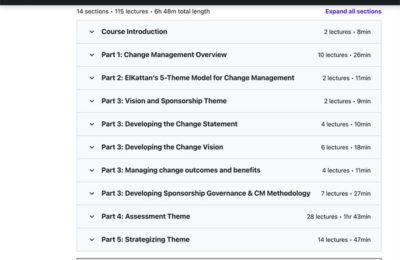 14 sections • 115 lectures • 6h 48m total length Expand all sections
Course Introduction 2 lectures • 8min
Part 1: Change Management Overview 10 lectures • 26min
Part 2: ElKattan's 5-Theme Model for Change Management 2 lectures • 11min
Part 3: Vision and Sponsorship Theme 2 lectures • 9min
Part 3: Developing the Change Statement 4 lectures • 10min
Part 3: Developing the Change Vision 6 lectures • 18min
Part 3: Managing change outcomes and benefits 4 lectures • 11min
Part 3: Developing Sponsorship Governance & CM Methodology 7 lectures • 27min
Part 4: Assessment Theme 28 lectures • 1hr 43min
Part 5: Strategizing Theme 14 lectures • 47min